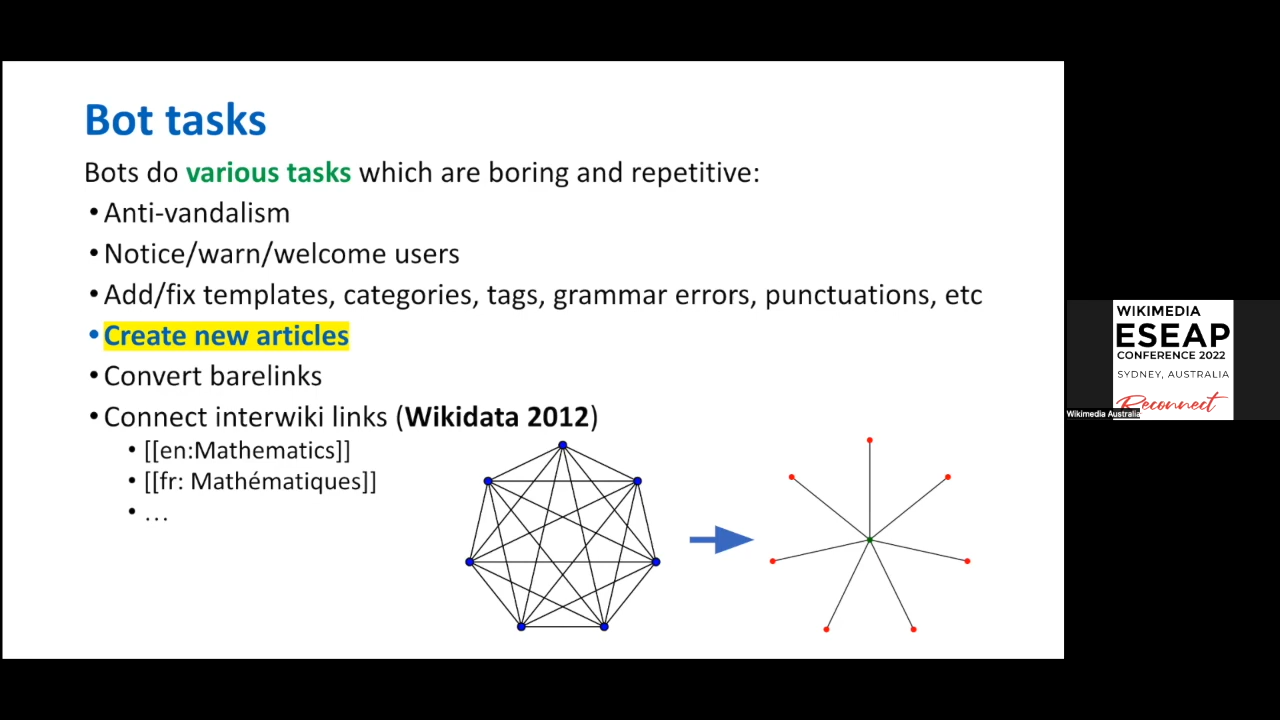 Bot tasks
Bots do various tasks which are boring and repetitive:
•Anti-vandalism
•Notice/warn/welcome users
•Add/fix templates, categories, tags, grammar errors, punctuations, etc
•Create new articles
•Convert barelinks
•Connect interwiki links (Wikidata 2012)
• [[en:Mathematics]]
• [[fr: Mathématiques]]
• …
WIKIMEDIA
ESEAP
CONFERENCE 2022
SYDNEY, AUSTRALIA
Reconnect
Wikimedia Australia